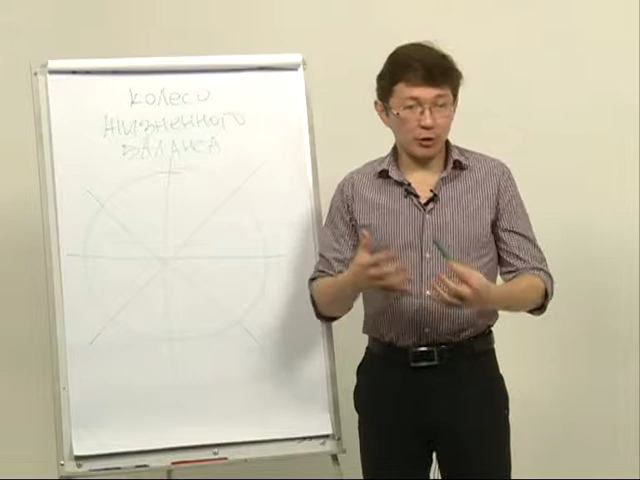 колесо
жизненного
баланса